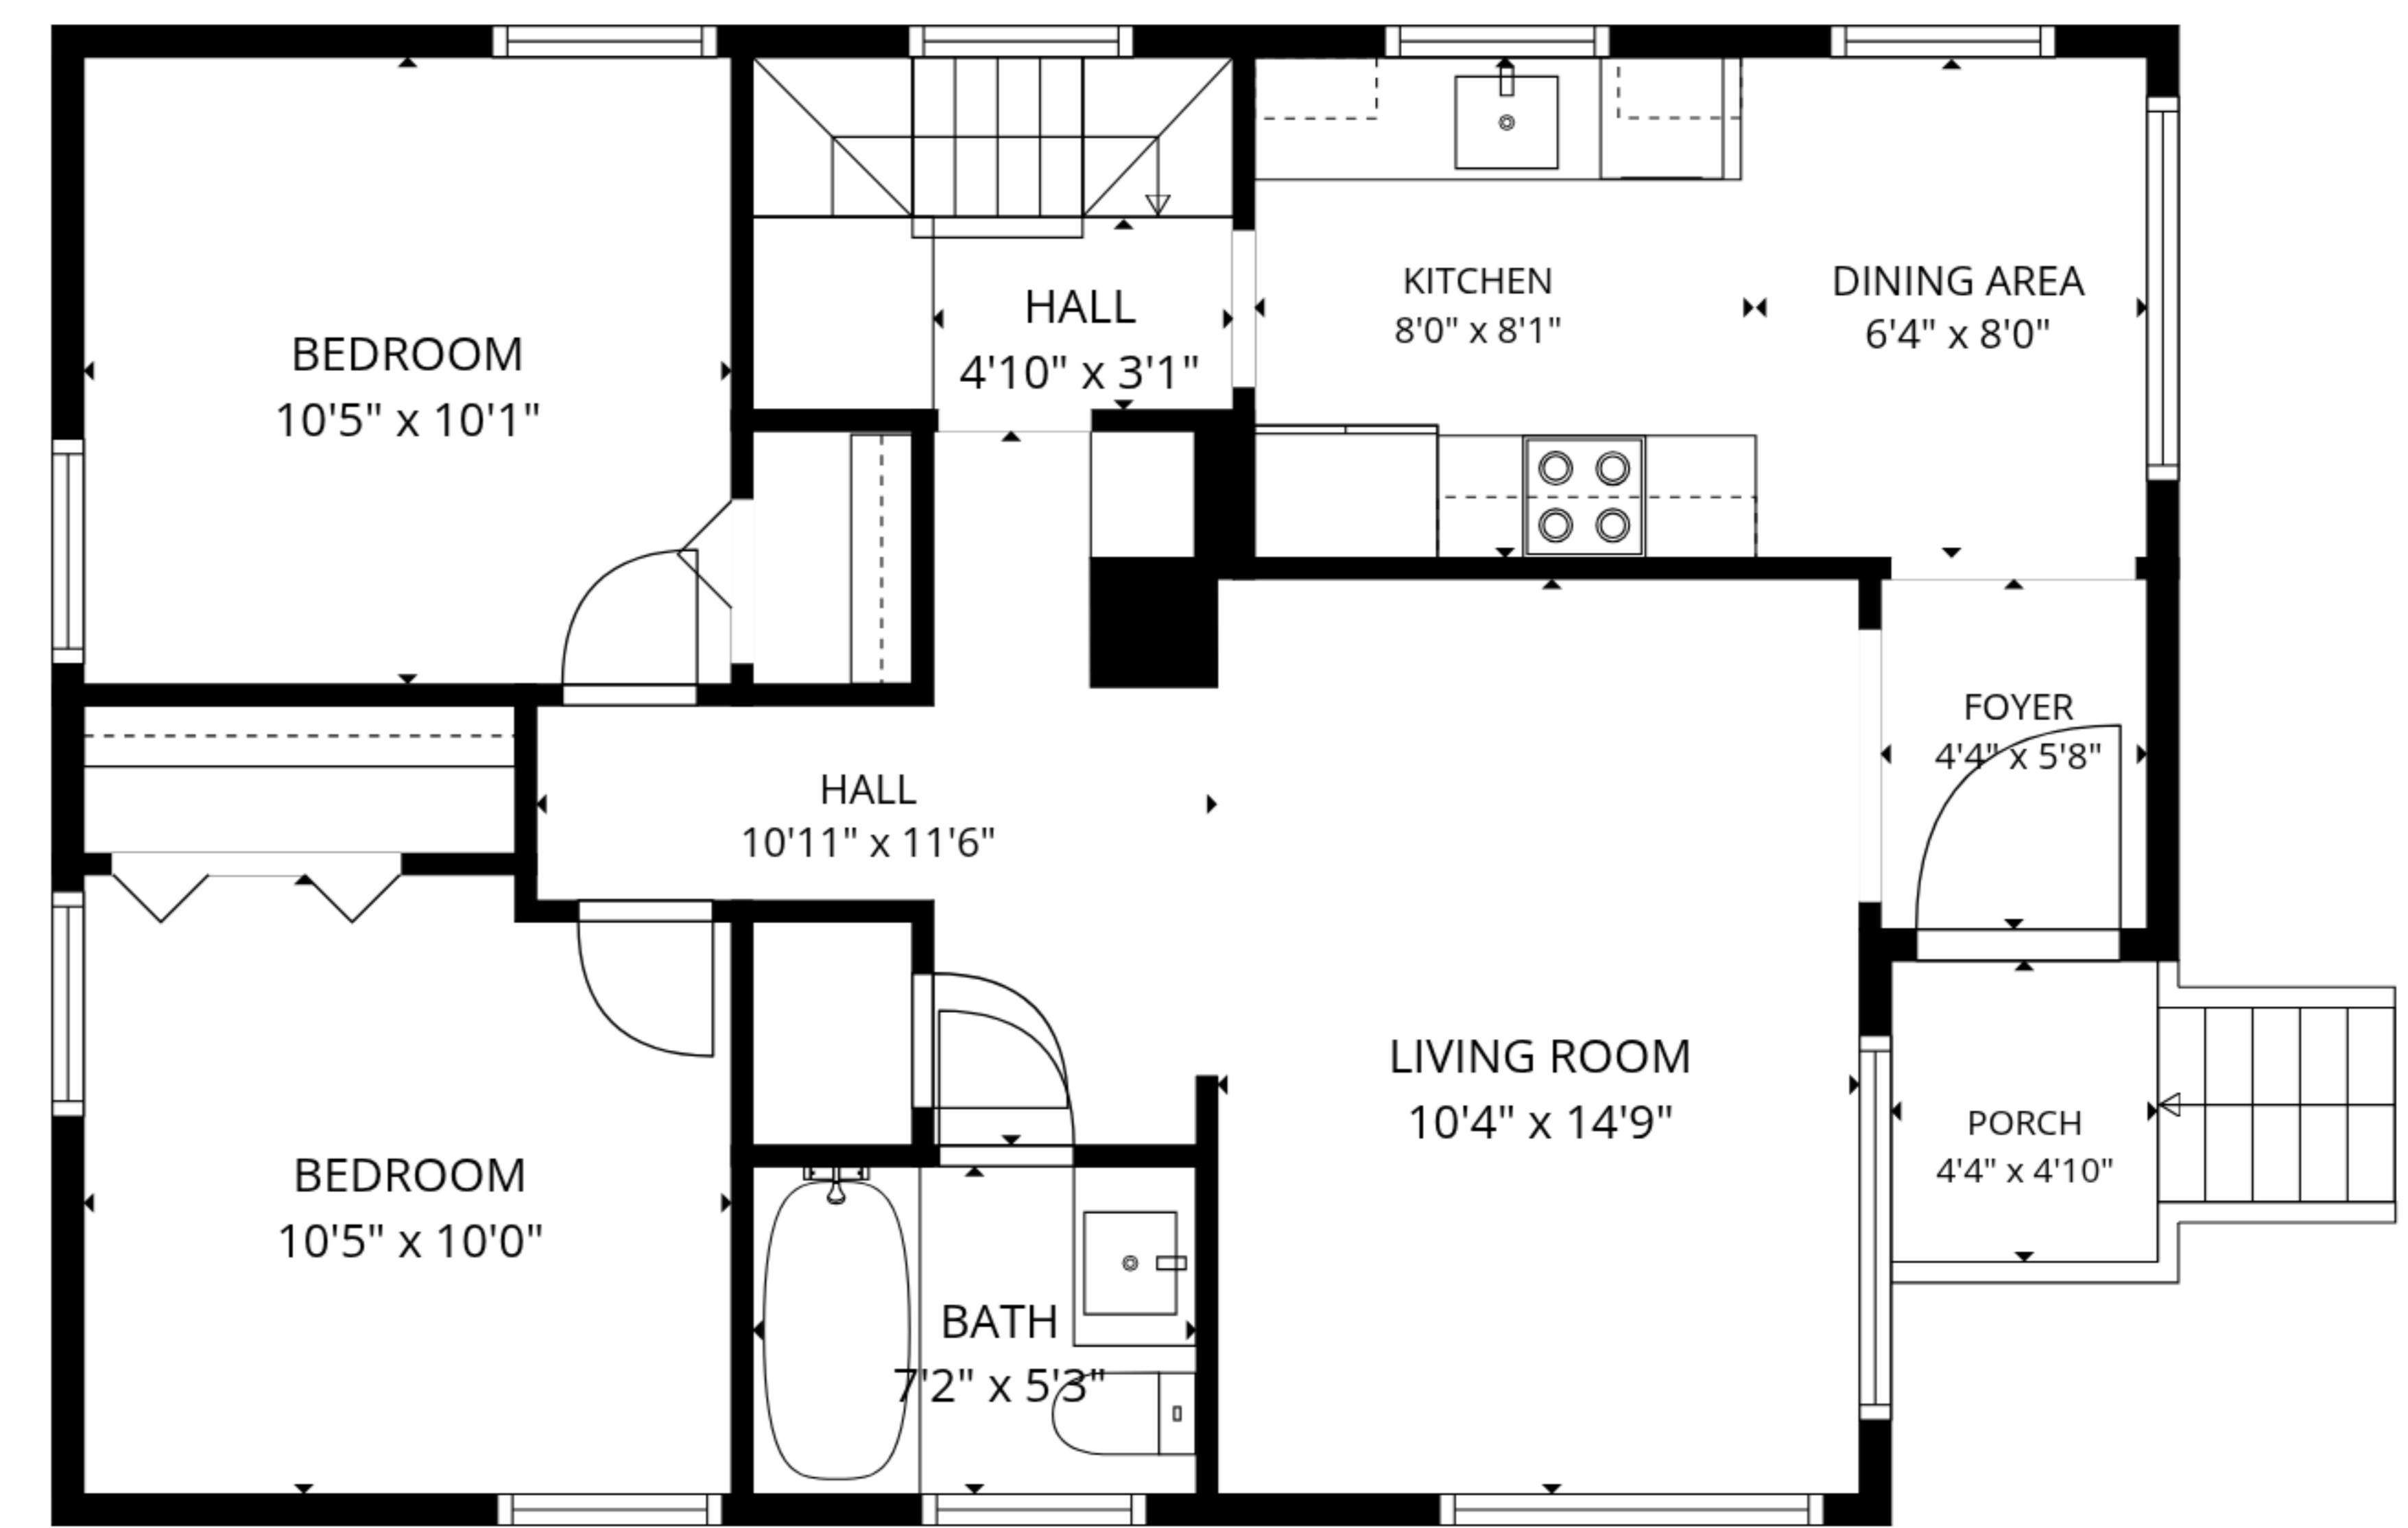 KITCHEN
8'0" x 8'1"
DINING AREA
6'4" x 8'0"
HALL
4'10" x 3'1"
BEDROOM
10'5" x 10'1"
FOYER
4'4" x 5'8"
HALL
10'11" x 11'6"
LIVING ROOM
10'4" x 14'9"
PORCH
4'4" x 4'10"
BEDROOM
10'5" x 10'0"
BATH
7'2" x 5'3"